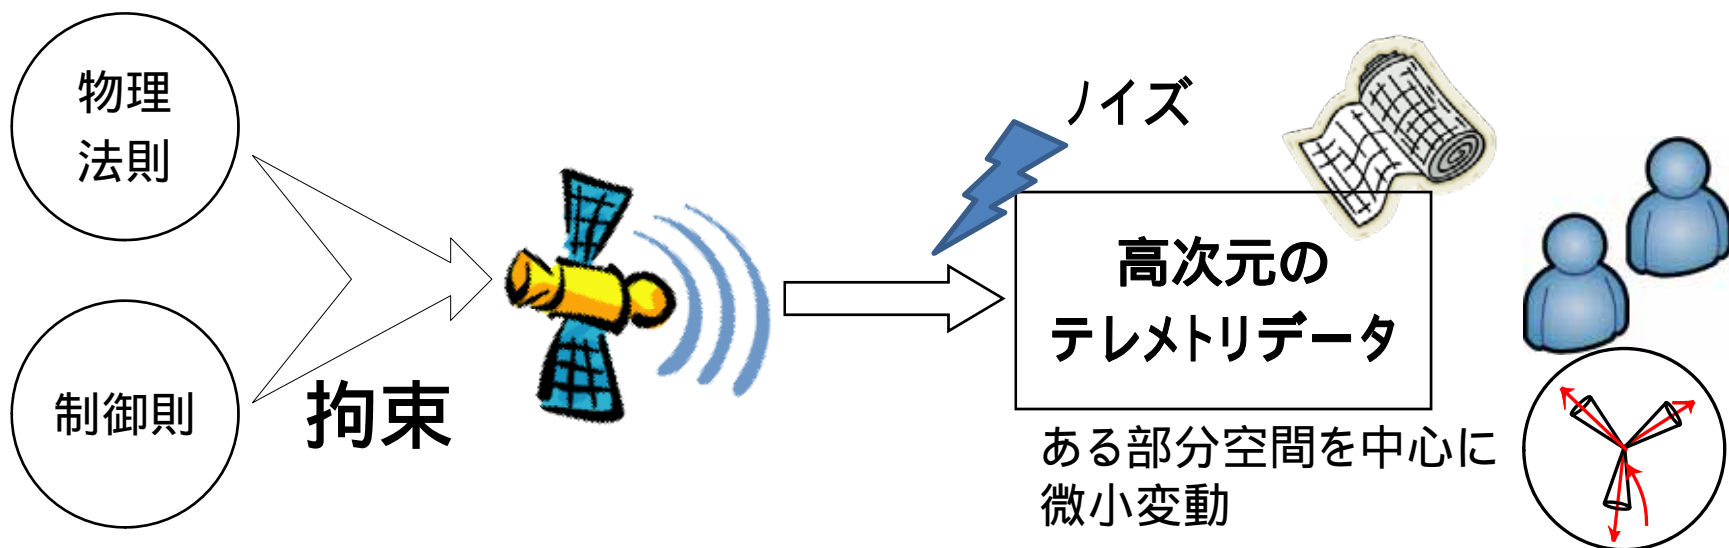 物理
法則
制御則
拘束
ノイズ
高次元の
テレメトリデータ
ある部分空間を中心に
微小変動